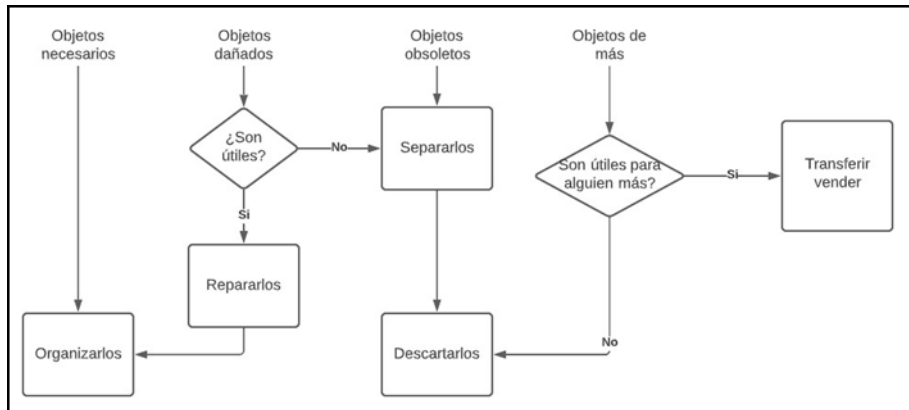 Objetos
necesarios
Objetos
dañados
Objetos
obsoletos
Objetos de
más
¿Son
útiles?
No
Separarlos
Son útiles para
alguien más?
Si
Transferir
vender
Si
Repararlos
Organizarlos
Descartarlos
No